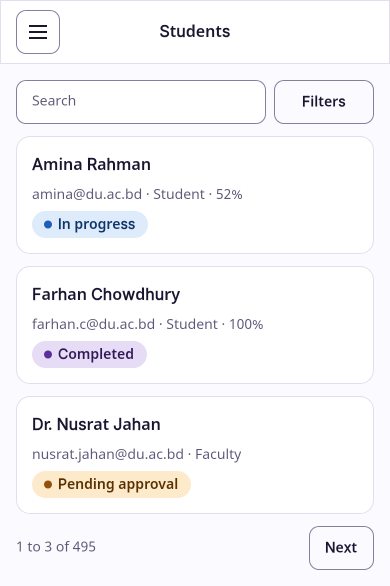 Students
Search
Filters
Amina Rahman
amina@du.ac.bd · Student · 52%
In progress
Farhan Chowdhury
farhan.c@du.ac.bd · Student · 100%
Completed
Dr. Nusrat Jahan
nusrat.jahan@du.ac.bd · Faculty
Pending approval
1 to 3 of 495
Next